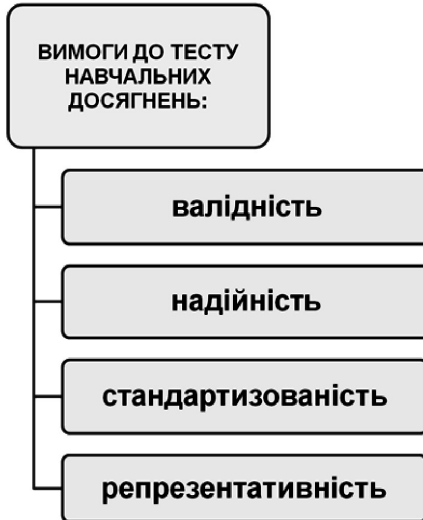 ВИМОГИ ДО ТЕСТУ
НАВЧАЛЬНИХ
ДОСЯГНЕНЬ:
валідність
надійність
стандартизованість
репрезентативність